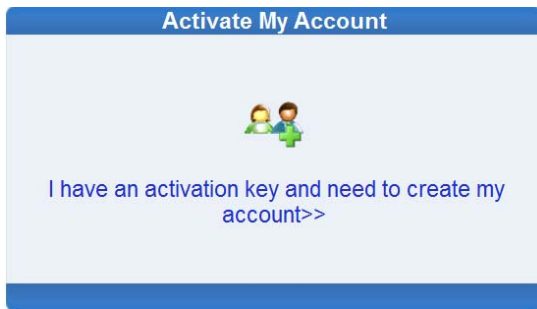 Activate My Account
I have an activation key and need to create my
account>>